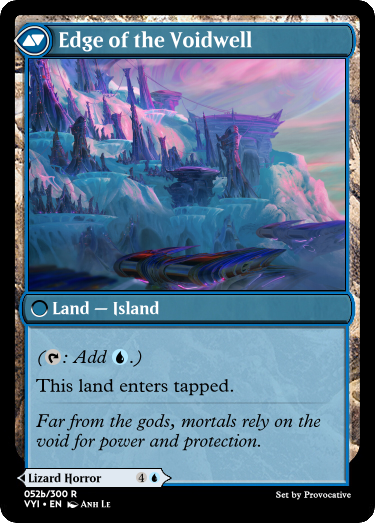 Edge of the Voidwell
Land — Island
(: Add .)
This land enters tapped.
Far from the gods, mortals rely on the
void for power and protection.
Lizard Horror 4
052b/300 R
VYI • EN Anh Le
Set by Provocative